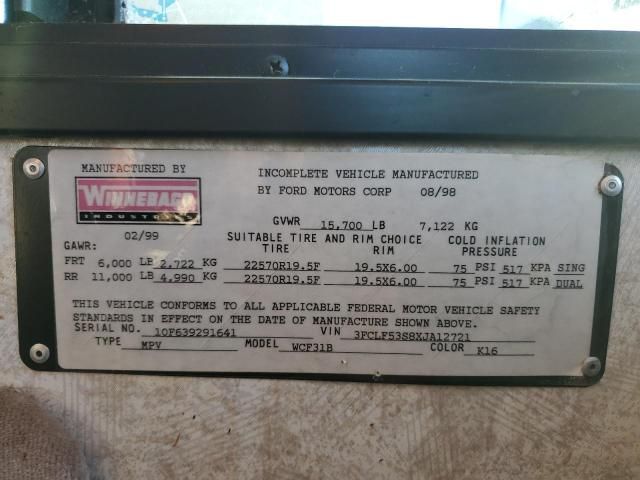 MANUFACTURED BY
WINNEBAGO
INDUSTRIES
02/99
INCOMPLETE VEHICLE MANUFACTURED
BY FORD MOTORS CORP 08/98
GVWR 15,700 LB 7,122 KG
SUITABLE TIRE AND RIM CHOICE COLD INFLATION
GAWR: TIRE RIM PRESSURE
FRT 6,000 LB 2,722 KG 22570R19.5F 19.5X6.00 75 PSI 517 KPA SING
RR 11,000 LB 4,990 KG 22570R19.5F 19.5X6.00 75 PSI 517 KPA DUAL
THIS VEHICLE CONFORMS TO ALL APPLICABLE FEDERAL MOTOR VEHICLE SAFETY
STANDARDS IN EFFECT ON THE DATE OF MANUFACTURE SHOWN ABOVE.
SERIAL NO. 10F639291641 VIN 3FCLF53S8XJA12721
TYPE MPV MODEL WCF31B COLOR K16